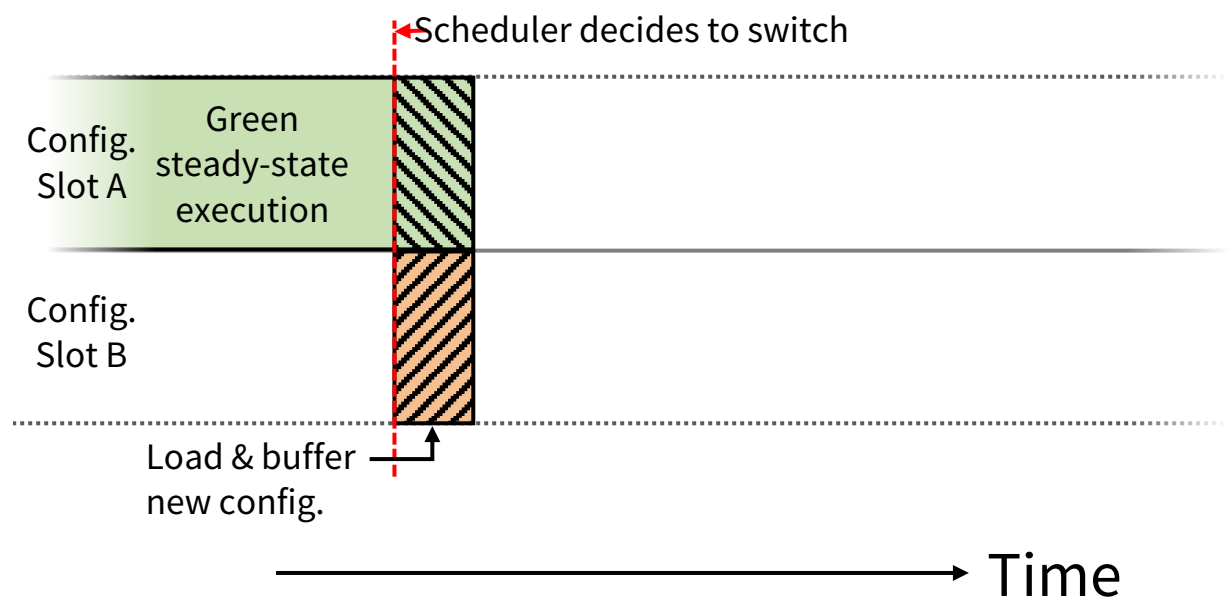 Scheduler decides to switch
Config.
Slot A
Green
steady-state
execution
Config.
Slot B
Load & buffer
new config.
Time